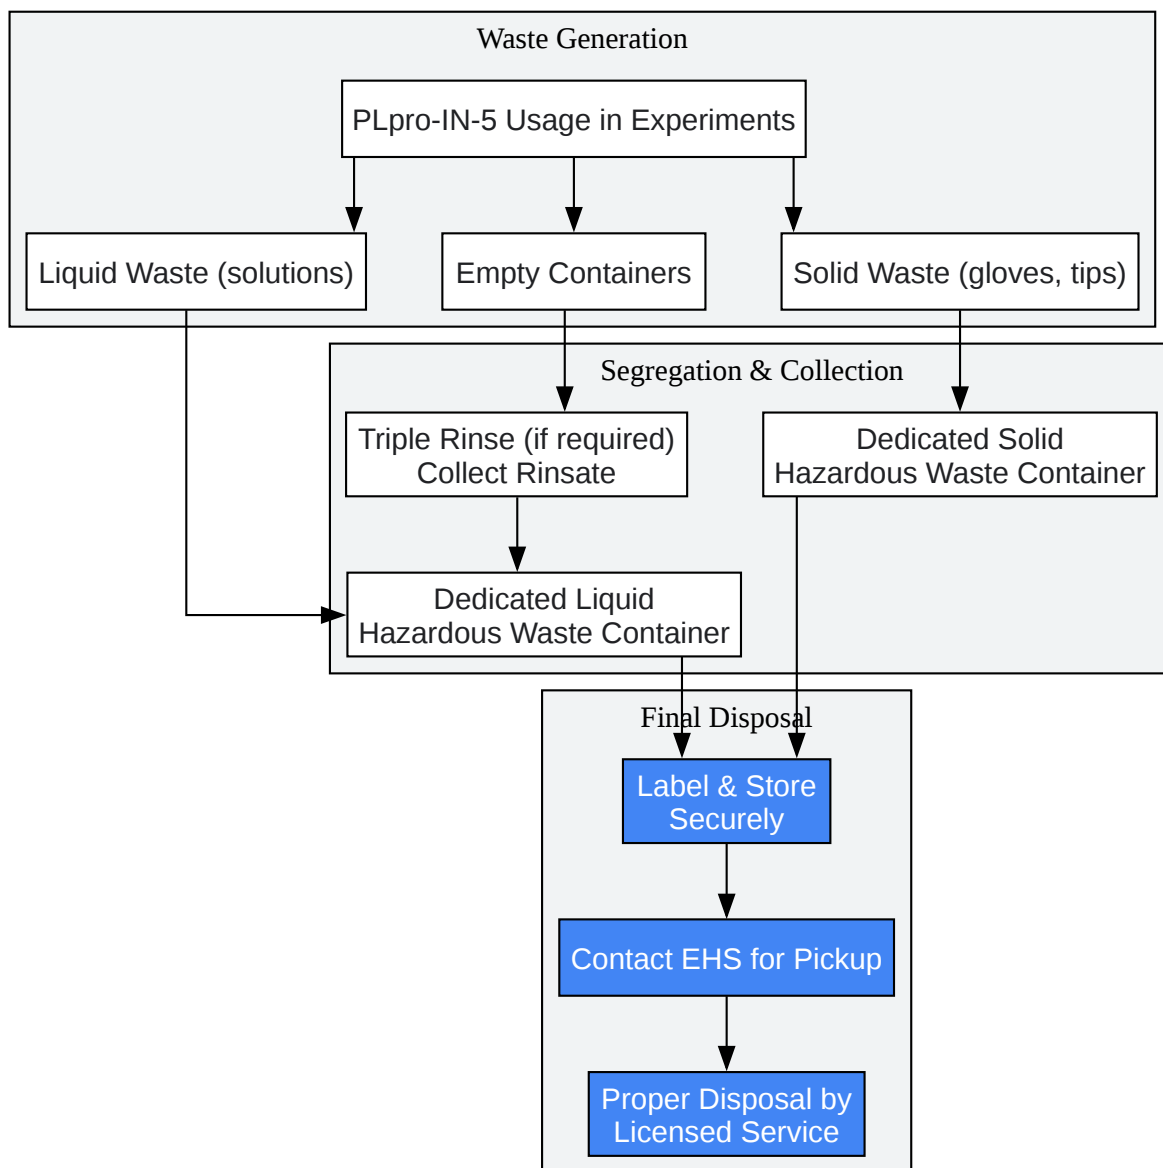 Waste Generation
PLpro-IN-5 Usage in Experiments
Liquid Waste (solutions)
Empty Containers
Solid Waste (gloves, tips)
Segregation & Collection
Triple Rinse (if required)
Collect Rinsate
Dedicated Solid
Hazardous Waste Container
Dedicated Liquid
Hazardous Waste Container
Final Disposal
Label & Store
Securely
Contact EHS for Pickup
Proper Disposal by
Licensed Service